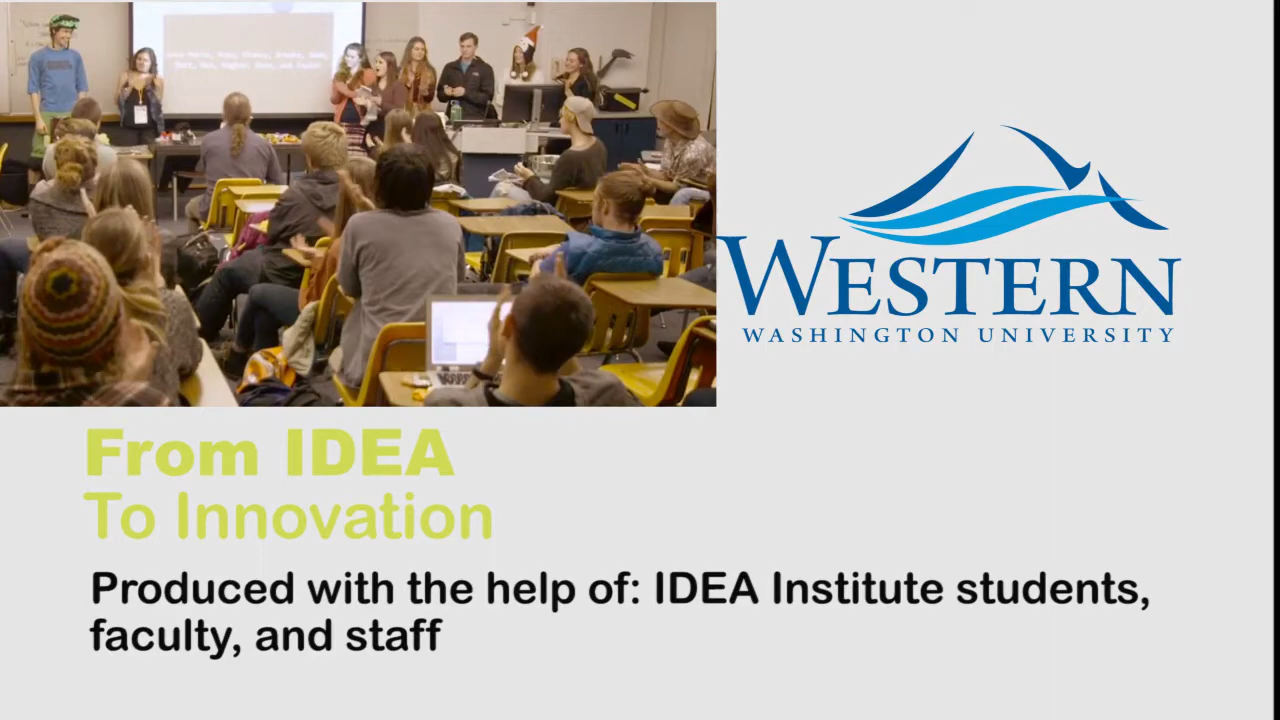 WESTERN
WASHINGTON UNIVERSITY
From IDEA
To Innovation
Produced with the help of: IDEA Institute students,
faculty, and staff